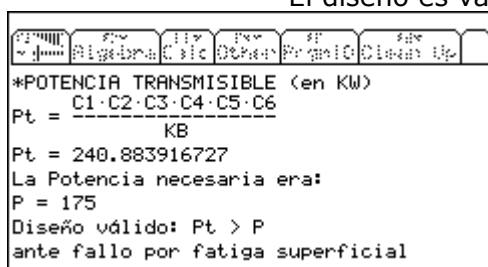 El diseño es vá
Algebra Calc Other PrgmIO Clean Up
*POTENCIA TRANSMISIBLE (en KW)
C1·C2·C3·C4·C5·C6
Pt = -----------------
KB
Pt = 240.883916727
La Potencia necesaria era:
P = 175
Diseño válido: Pt > P
ante fallo por fatiga superficial